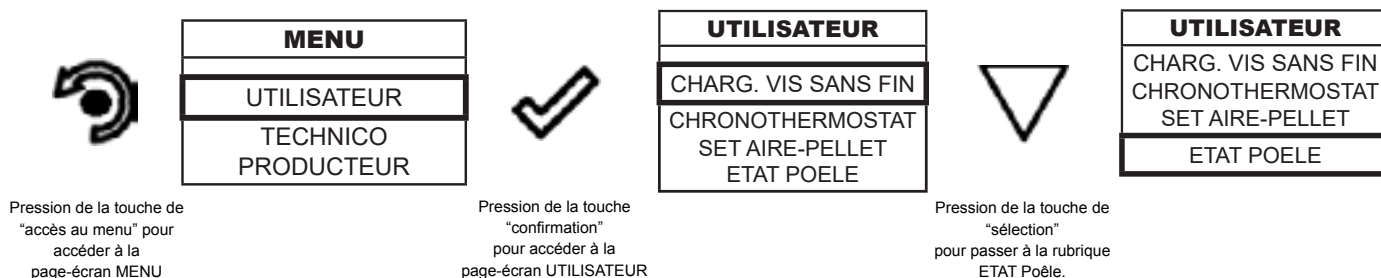 MENU
UTILISATEUR
TECHNICO
PRODUCTEUR
Pression de la touche de
“accès au menu” pour
accéder à la
page-écran MENU
UTILISATEUR
CHARG. VIS SANS FIN
CHRONOTHERMOSTAT
SET AIRE-PELLET
ETAT POELE
Pression de la touche
“confirmation”
pour accéder à la
page-écran UTILISATEUR
UTILISATEUR
CHARG. VIS SANS FIN
CHRONOTHERMOSTAT
SET AIRE-PELLET
ETAT POELE
Pression de la touche de
“sélection”
pour passer à la rubrique
ETAT Poêle.